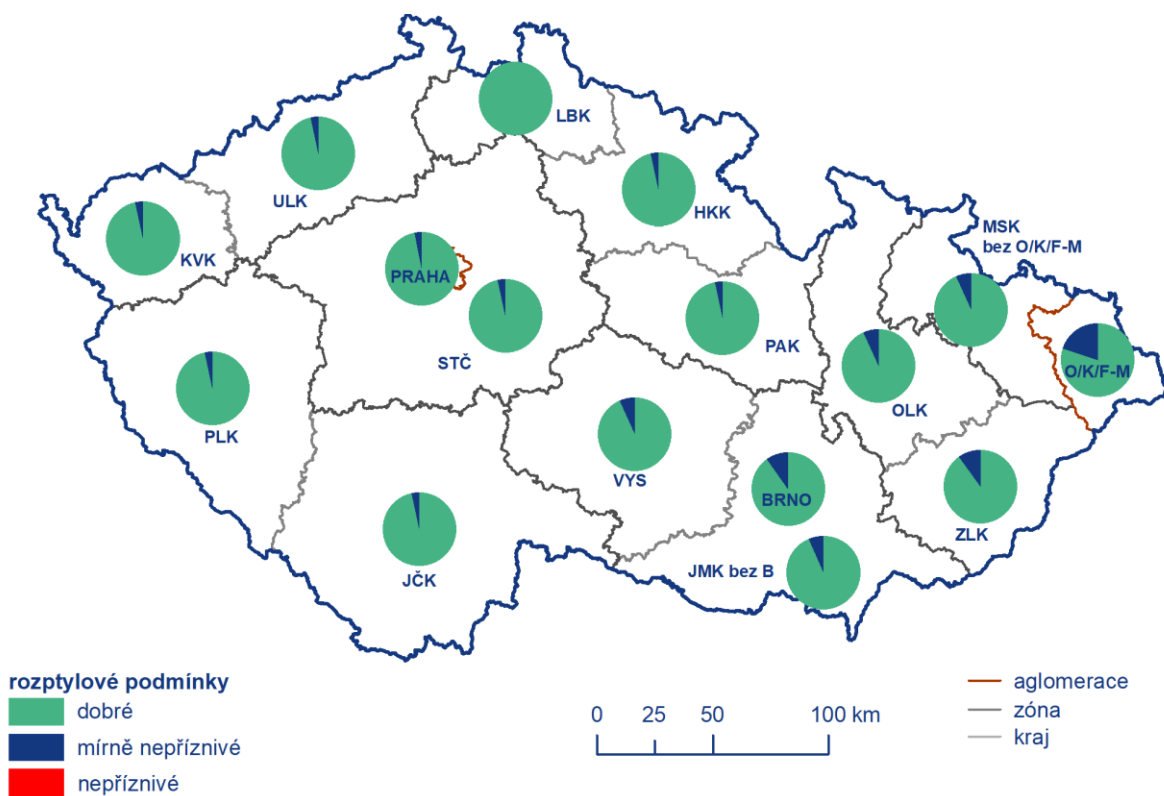 LBK
ULK
HKK
MSK
bez O/K/F-M
KVK
PRAHA
STČ
PAK
O/K/F-M
OLK
PLK
VYS
BRNO
ZLK
JČK
JMK bez B
rozptylové podmínky
dobré
mírně nepříznivé
nepříznivé
0 25 50 100 km
aglomerace
zóna
kraj